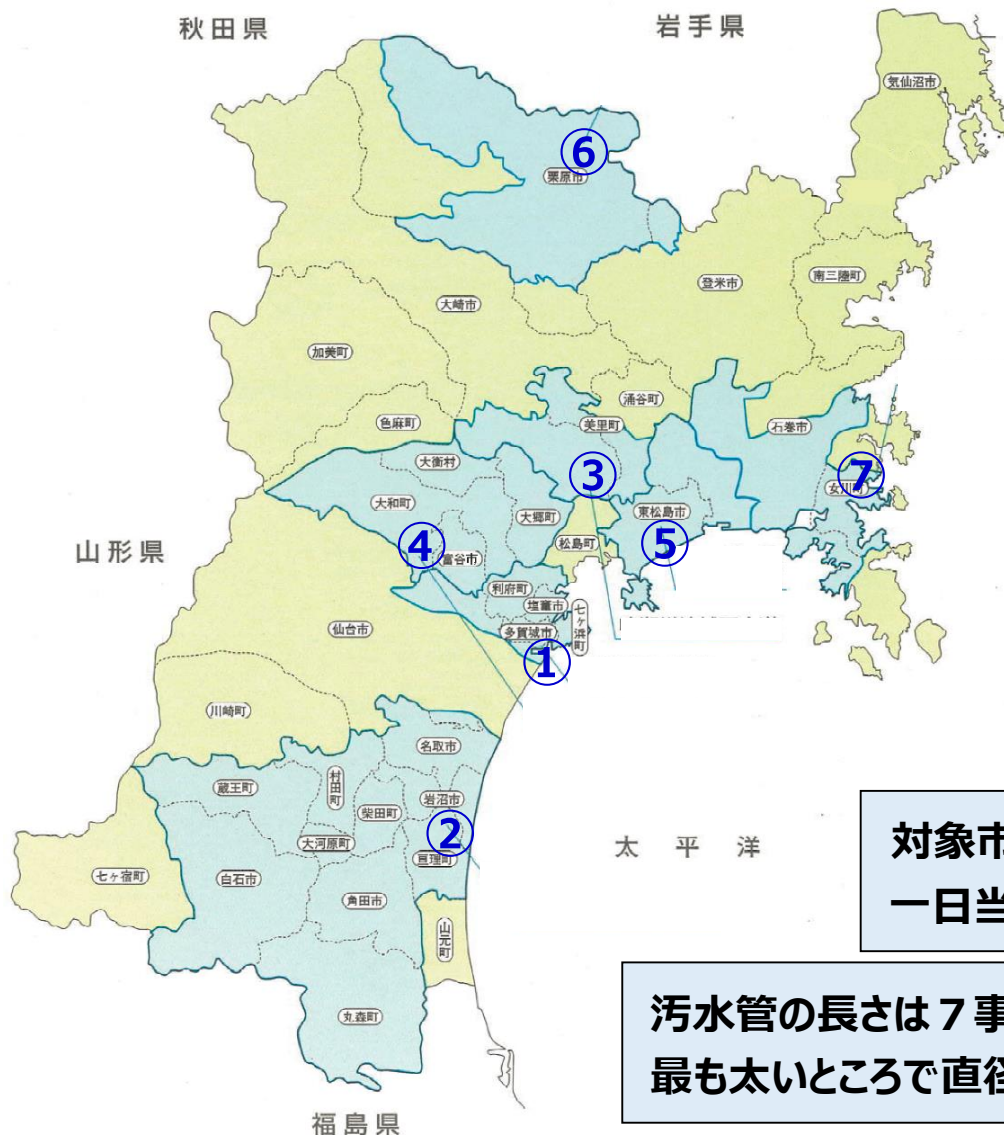 秋田県
岩手県
気仙沼市
⑥
栗原市
登米市
南三陸町
大崎市
加美町
涌谷町
色麻町
美里町
石巻市
大衡村
③
⑦
女川町
大和町
大郷町
東松島市
山形県
④
富谷市
松島町
⑤
利府町
塩竈市
七ヶ浜町
仙台市
多賀城市
①
川崎町
名取市
蔵王町
村田町
柴田町
岩沼市
②
大河原町
亘理町
太平洋
七ヶ宿町
白石市
角田市
山元町
丸森町
福島県
対象市
一日当
汚水管の長さは7事
最も太いところで直径